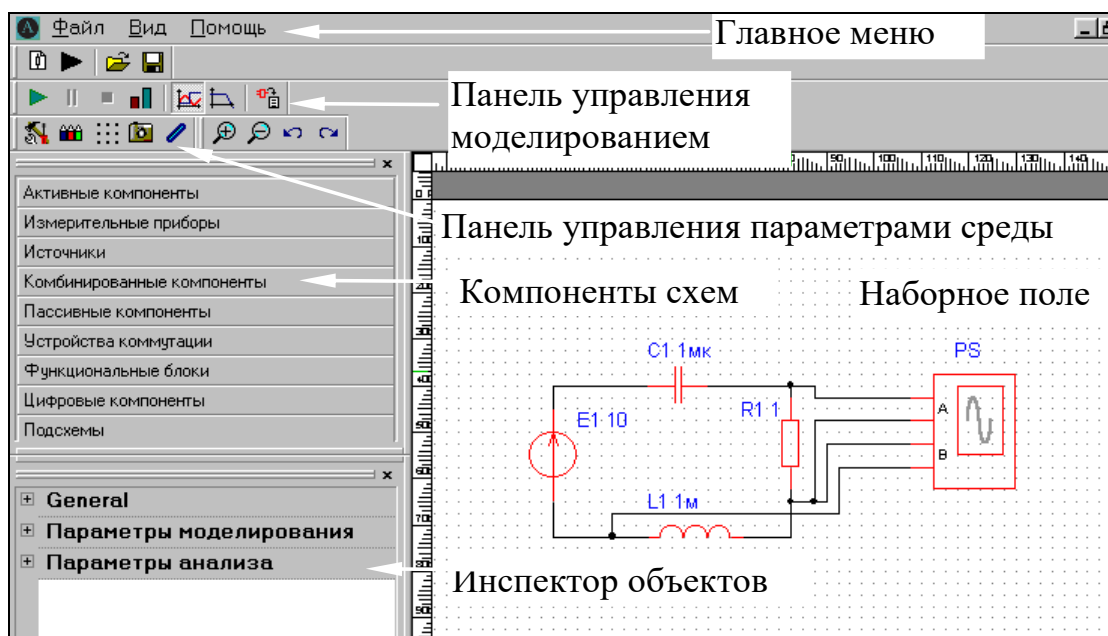 Файл Вид Помощь
Главное меню
Панель управления
моделированием
Панель управления параметрами среды
Активные компоненты
Измерительные приборы
Источники
Комбинированные компоненты
Пассивные компоненты
Устройства коммутации
Функциональные блоки
Цифровые компоненты
Подсхемы
Компоненты схем
Наборное поле
C1 1мк
PS
E1 10
R1 1
A
B
L1 1м
General
Параметры моделирования
Параметры анализа
Инспектор объектов